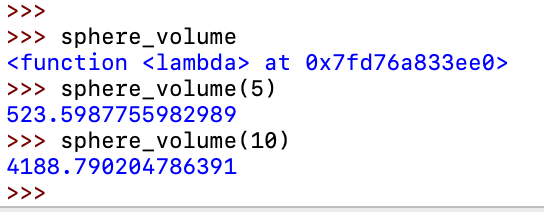 >>>
>>> sphere_volume
<function <lambda> at 0x7fd76a833ee0>
>>> sphere_volume(5)
523.5987755982989
>>> sphere_volume(10)
4188.790204786391
>>>